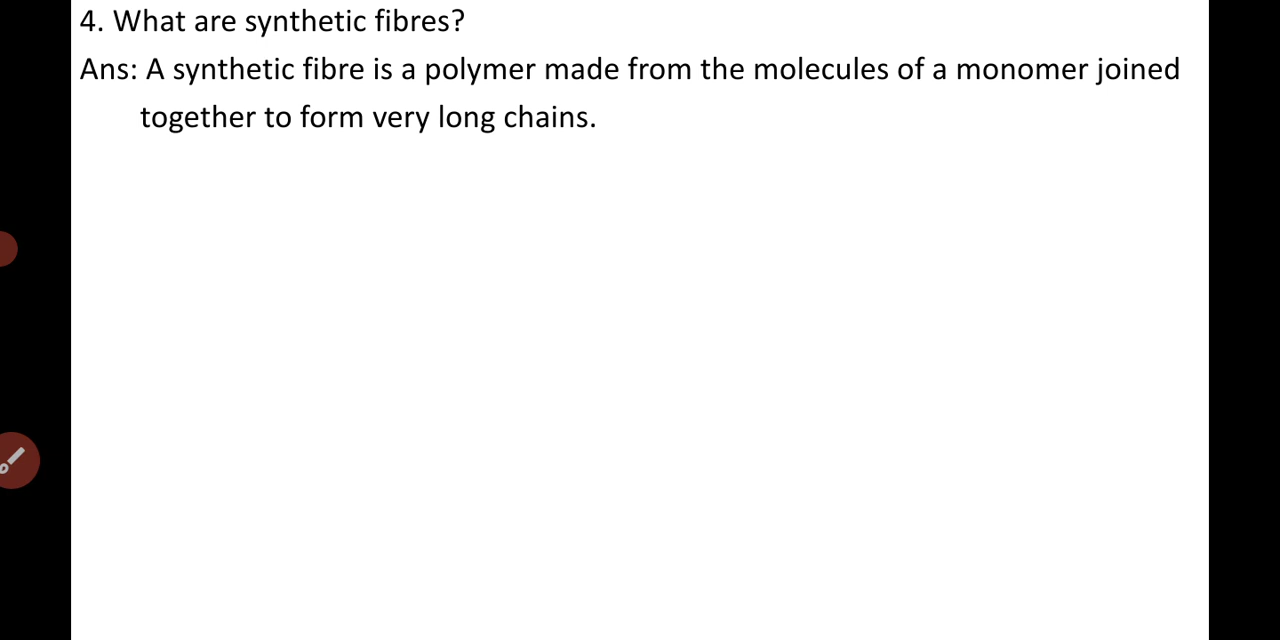 4. What are synthetic fibres?
Ans: A synthetic fibre is a polymer made from the molecules of a monomer joined
together to form very long chains.